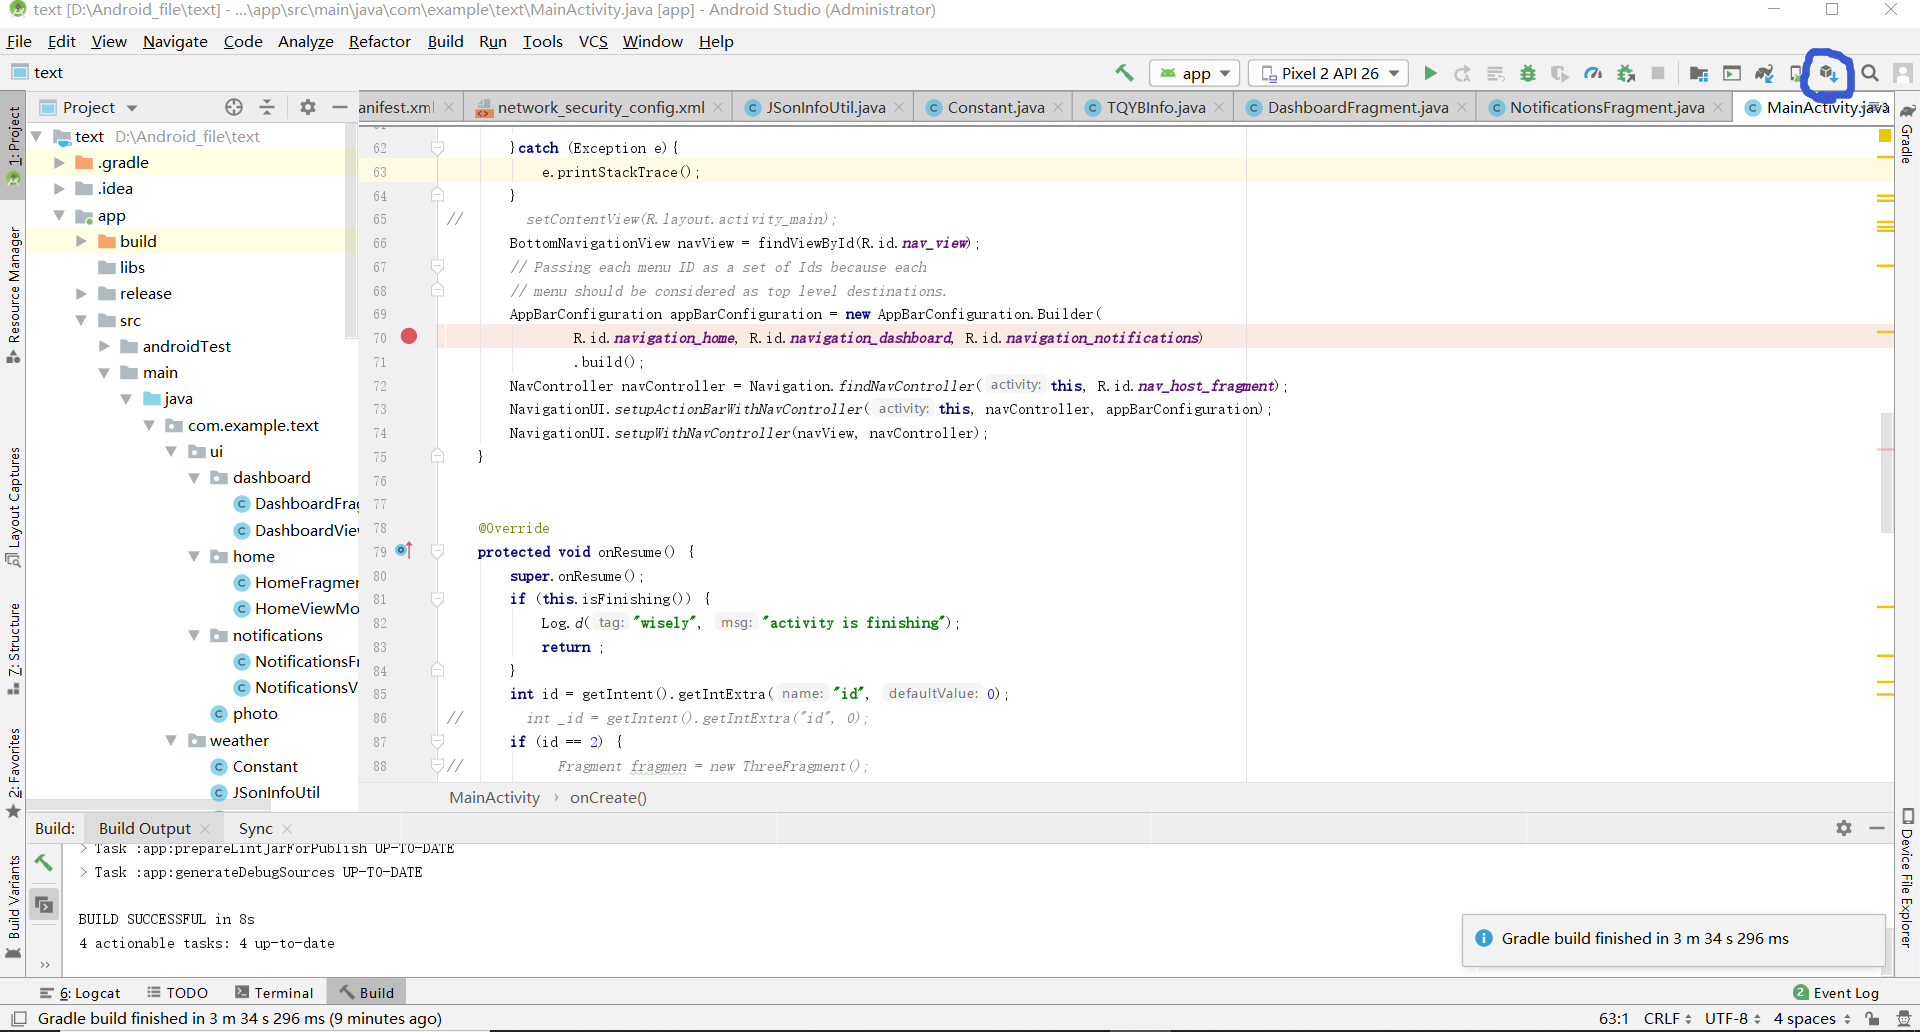 text [D:\Android_file\text] - ...\app\src\main\java\com\example\text\MainActivity.java [app] - Android Studio (Administrator)
File Edit View Navigate Code Analyze Refactor Build Run Tools VCS Window Help
text
app
Pixel 2 API 26
Project
anifest.xml
network_security_config.xml
JSonInfoUtil.java
Constant.java
TQYBInfo.java
DashboardFragment.java
NotificationsFragment.java
MainActivity.java
1: Project
Resource Manager
Layout Captures
7: Structure
2: Favorites
Build Variants
Gradle
Device File Explorer
text D:\Android_file\text
.gradle
.idea
app
build
libs
release
src
androidTest
main
java
com.example.text
ui
dashboard
DashboardFrag
DashboardView
home
HomeFragmen
HomeViewMo
notifications
NotificationsFr
NotificationsV
photo
weather
Constant
JSonInfoUtil
61
62 }catch (Exception e){
63 e.printStackTrace();
64 }
65 // setContentView(R.layout.activity_main);
66 BottomNavigationView navView = findViewById(R.id.nav_view);
67 // Passing each menu ID as a set of Ids because each
68 // menu should be considered as top level destinations.
69 AppBarConfiguration appBarConfiguration = new AppBarConfiguration.Builder(
70 R.id.navigation_home, R.id.navigation_dashboard, R.id.navigation_notifications)
71 .build();
72 NavController navController = Navigation.findNavController( activity: this, R.id.nav_host_fragment);
73 NavigationUI.setupActionBarWithNavController( activity: this, navController, appBarConfiguration);
74 NavigationUI.setupWithNavController(navView, navController);
75 }
76
77
78 @Override
79 protected void onResume() {
80 super.onResume();
81 if (this.isFinishing()) {
82 Log.d( tag: "wisely", msg: "activity is finishing");
83 return ;
84 }
85 int id = getIntent().getIntExtra( name: "id", defaultValue: 0);
86 // int _id = getIntent().getIntExtra("id", 0);
87 if (id == 2) {
88 // Fragment fragmen = new ThreeFragment();
MainActivity › onCreate()
Build: Build Output Sync
> Task :app:prepareLintJarForPublish UP-TO-DATE
> Task :app:generateDebugSources UP-TO-DATE
BUILD SUCCESSFUL in 8s
4 actionable tasks: 4 up-to-date
Gradle build finished in 3 m 34 s 296 ms
6: Logcat TODO Terminal Build
2 Event Log
Gradle build finished in 3 m 34 s 296 ms (9 minutes ago)
63:1 CRLF UTF-8 4 spaces